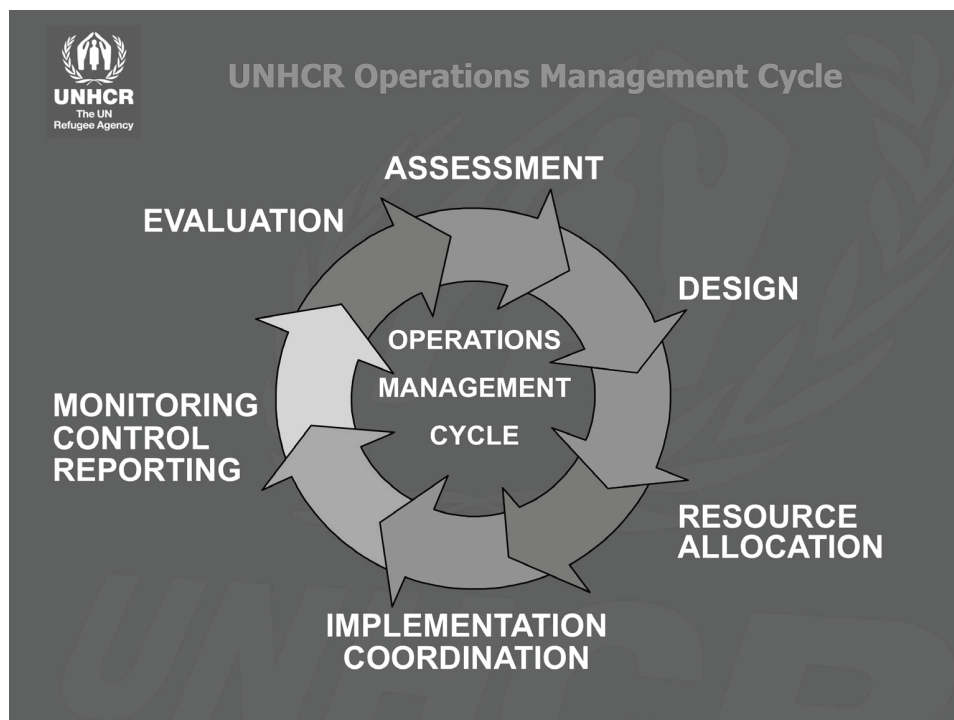 UNHCR
The UN
Refugee Agency
UNHCR Operations Management Cycle
ASSESSMENT
EVALUATION
DESIGN
OPERATIONS
MANAGEMENT
CYCLE
MONITORING
CONTROL
REPORTING
RESOURCE
ALLOCATION
IMPLEMENTATION
COORDINATION
UNHCR